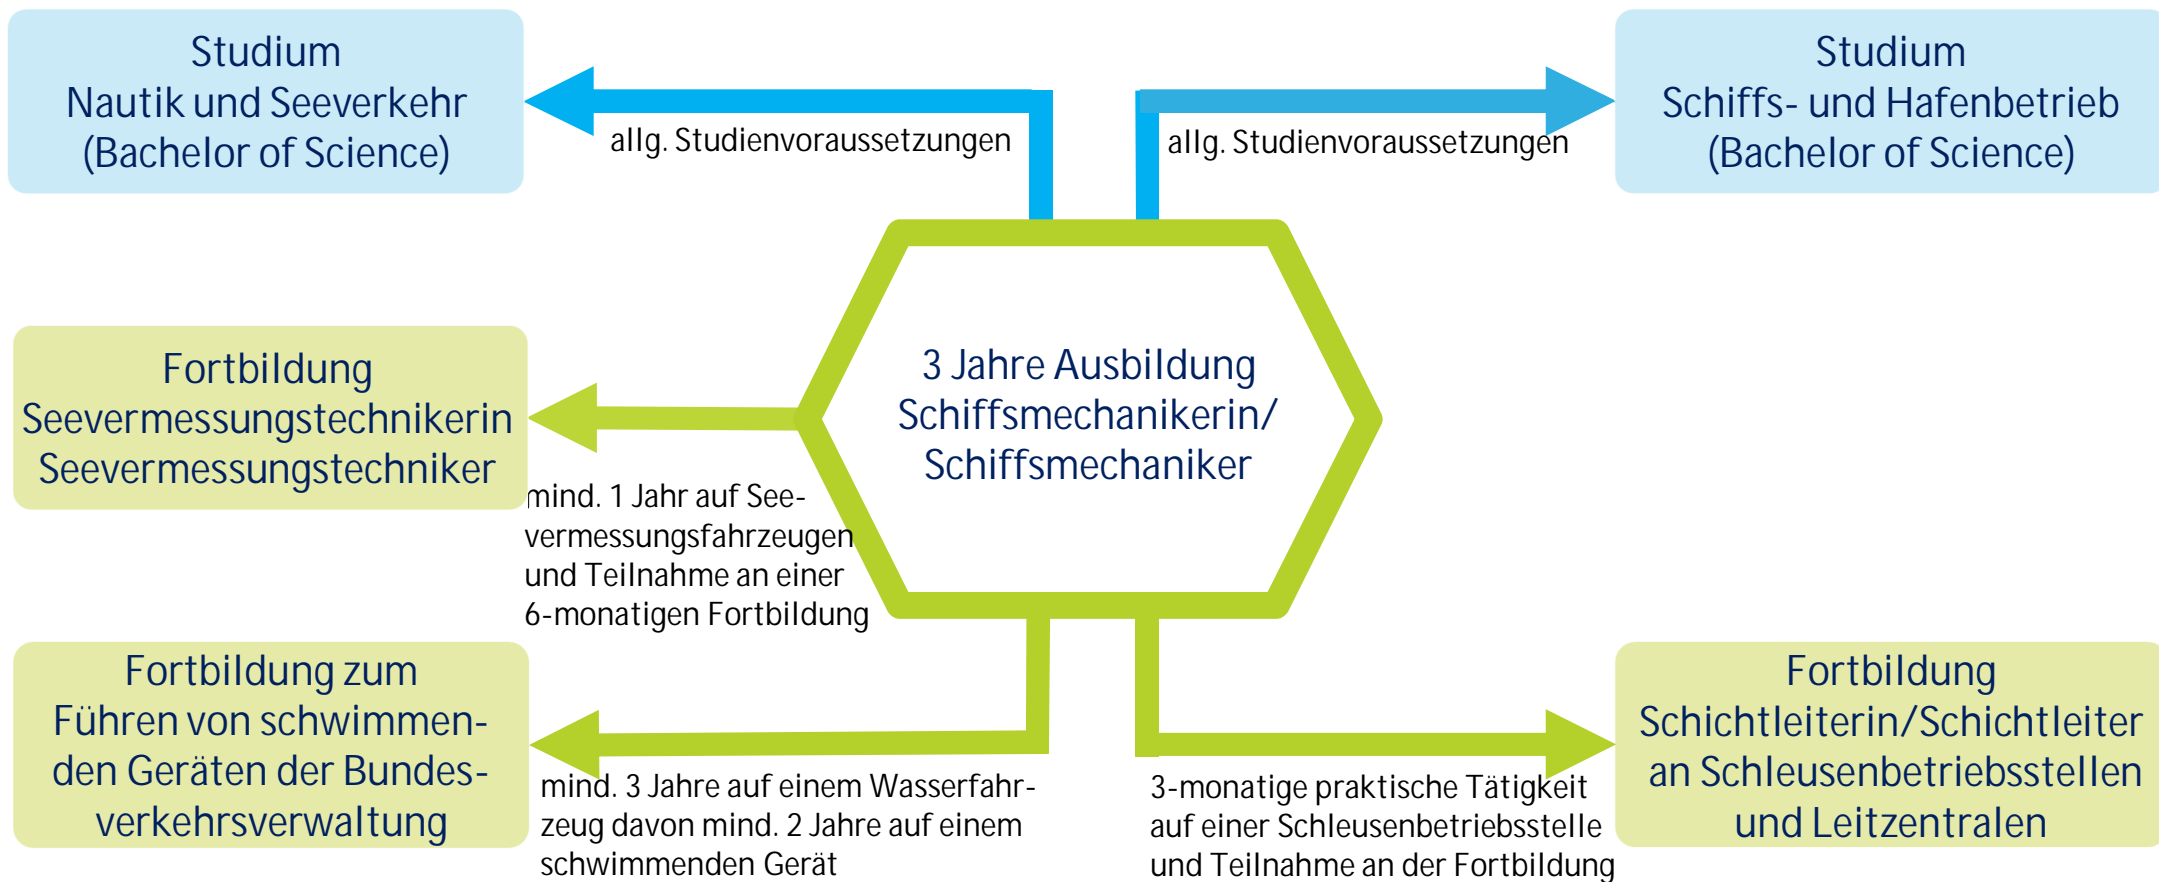 Studium
Nautik und Seeverkehr
(Bachelor of Science)
allg. Studienvoraussetzungen
allg. Studienvoraussetzungen
Studium
Schiffs- und Hafenbetrieb
(Bachelor of Science)
3 Jahre Ausbildung
Schiffsmechanikerin/
Schiffsmechaniker
Fortbildung
Seevermessungstechnikerin
Seevermessungstechniker
mind. 1 Jahr auf See-
vermessungsfahrzeugen
und Teilnahme an einer
6-monatigen Fortbildung
Fortbildung zum
Führen von schwimmen-
den Geräten der Bundes-
verkehrsverwaltung
mind. 3 Jahre auf einem Wasserfahr-
zeug davon mind. 2 Jahre auf einem
schwimmenden Gerät
3-monatige praktische Tätigkeit
auf einer Schleusenbetriebsstelle
und Teilnahme an der Fortbildung
Fortbildung
Schichtleiterin/Schichtleiter
an Schleusenbetriebsstellen
und Leitzentralen